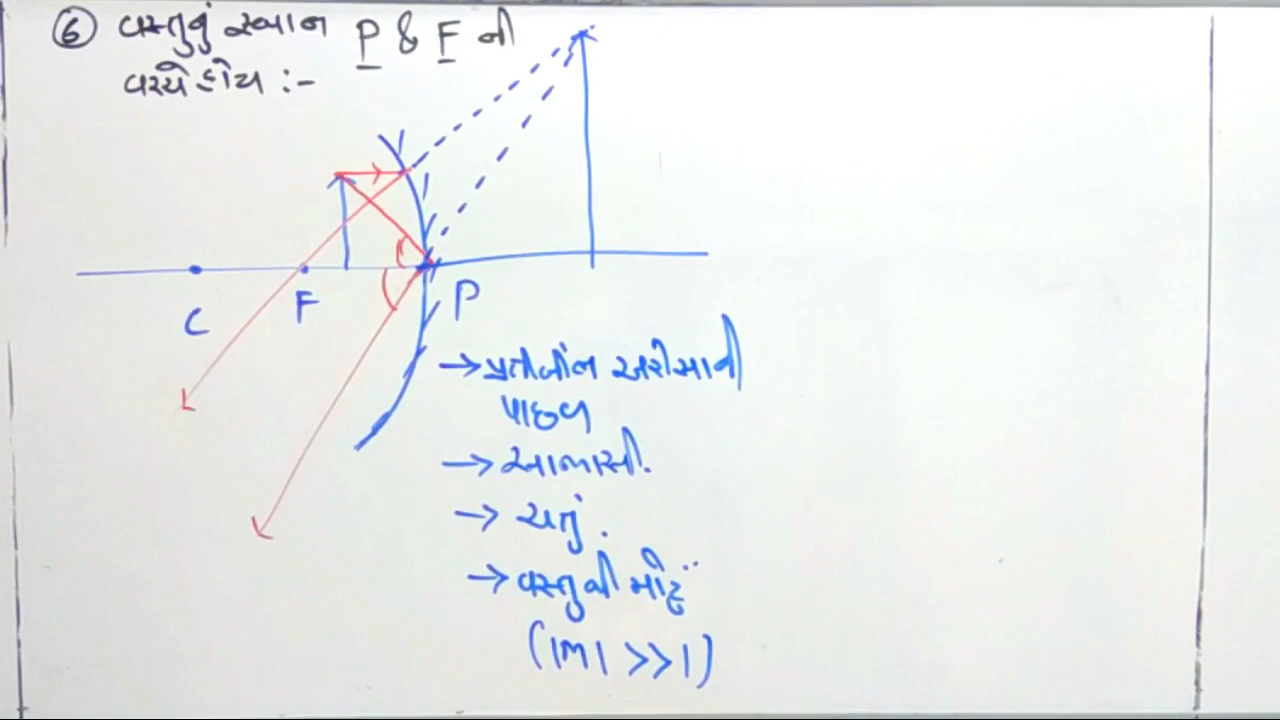 ⑥ વસ્તુનું સ્થાન P & F ની
વચ્ચે હોય :-
C
F
P
→ પ્રતિબિંબ અરીસાની
પાછળ
→ આભાસી.
→ ચતું.
→ વસ્તુથી મોટું
(|m| >> 1)